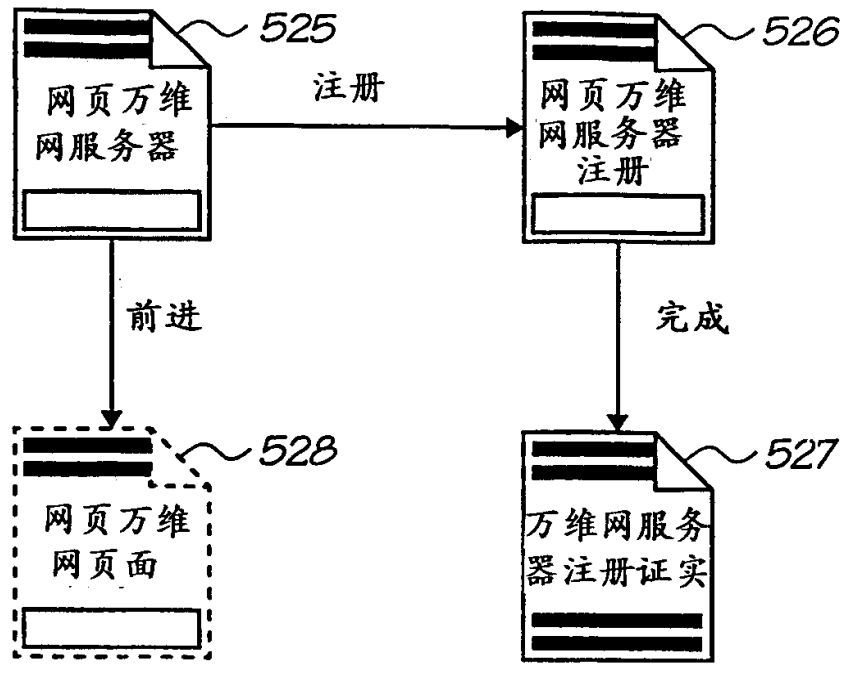 525
网页万维
网服务器
注册
526
网页万维
网服务器
注册
前进
完成
528
网页万维
网页面
527
万维网服务
器注册证实